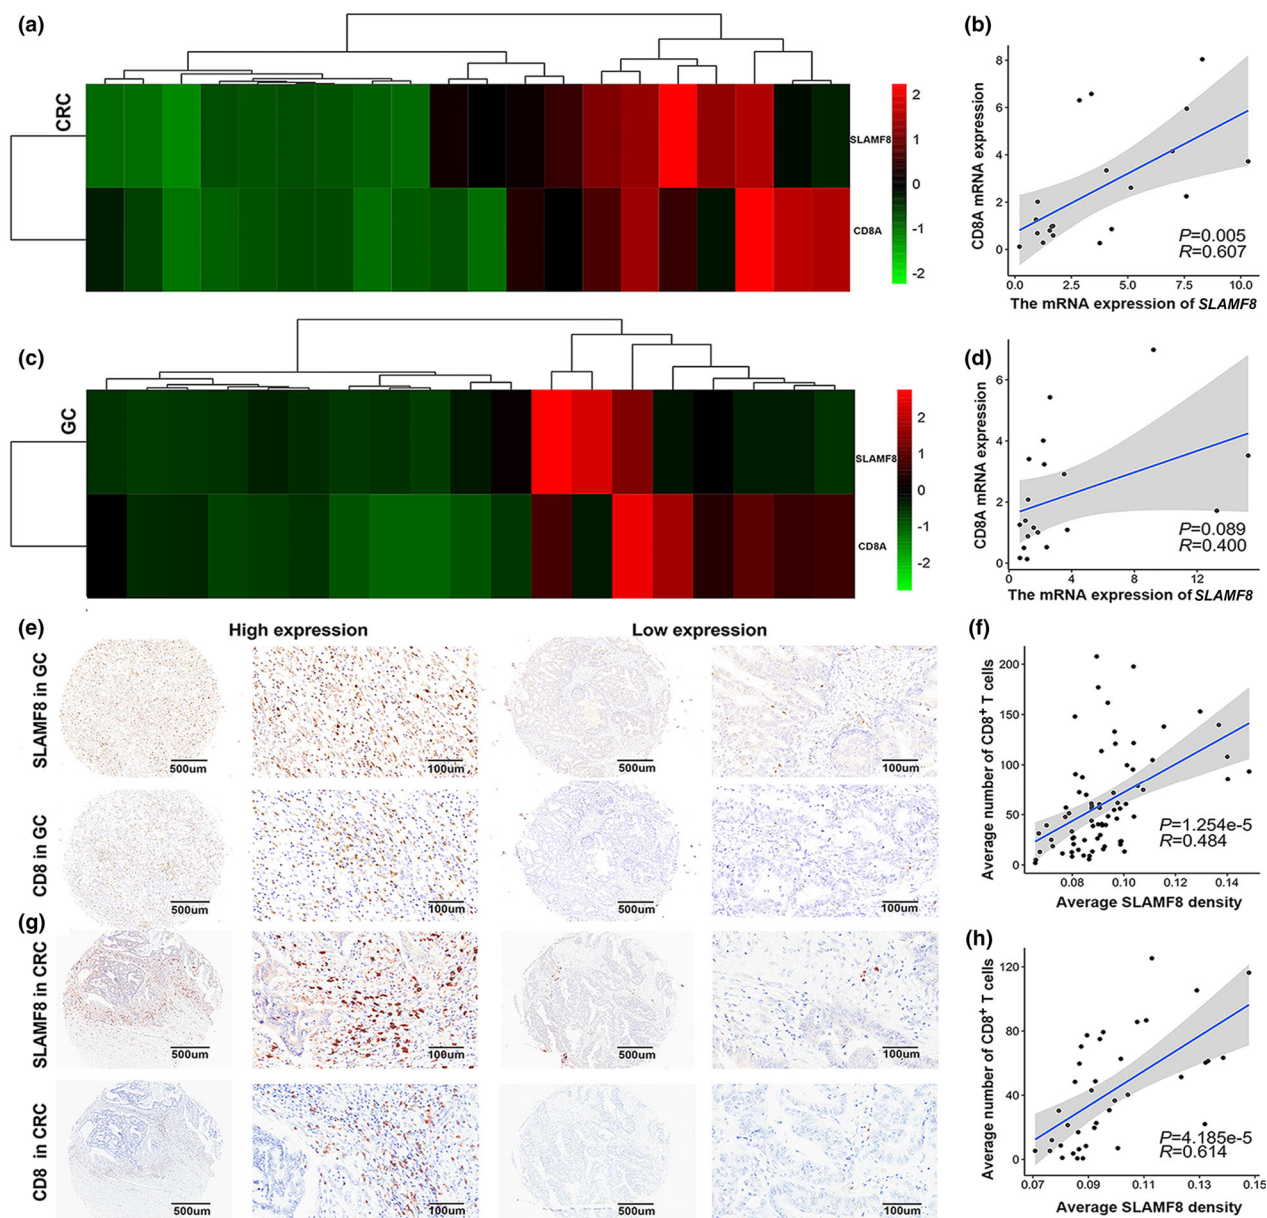 (a)
CRC
SLAMF8
CD8A
2
1
0
-1
-2
(b)
CD8A mRNA expression
8
6
4
2
0
P=0.005
R=0.607
0.0 2.5 5.0 7.5 10.0
The mRNA expression of SLAMF8
(c)
GC
SLAMF8
CD8A
2
1
0
-1
-2
(d)
CD8A mRNA expression
6
4
2
0
P=0.089
R=0.400
0 4 8 12
The mRNA expression of SLAMF8
(e)
High expression
Low expression
SLAMF8 in GC
500um
100um
500um
100um
CD8 in GC
500um
100um
500um
100um
(f)
Average number of CD8+ T cells
200
150
100
50
0
P=1.254e-5
R=0.484
0.08 0.10 0.12 0.14
Average SLAMF8 density
(g)
SLAMF8 in CRC
500um
100um
500um
100um
CD8 in CRC
500um
100um
500um
100um
(h)
Average number of CD8+ T cells
120
80
40
0
P=4.185e-5
R=0.614
0.07 0.09 0.11 0.13 0.15
Average SLAMF8 density